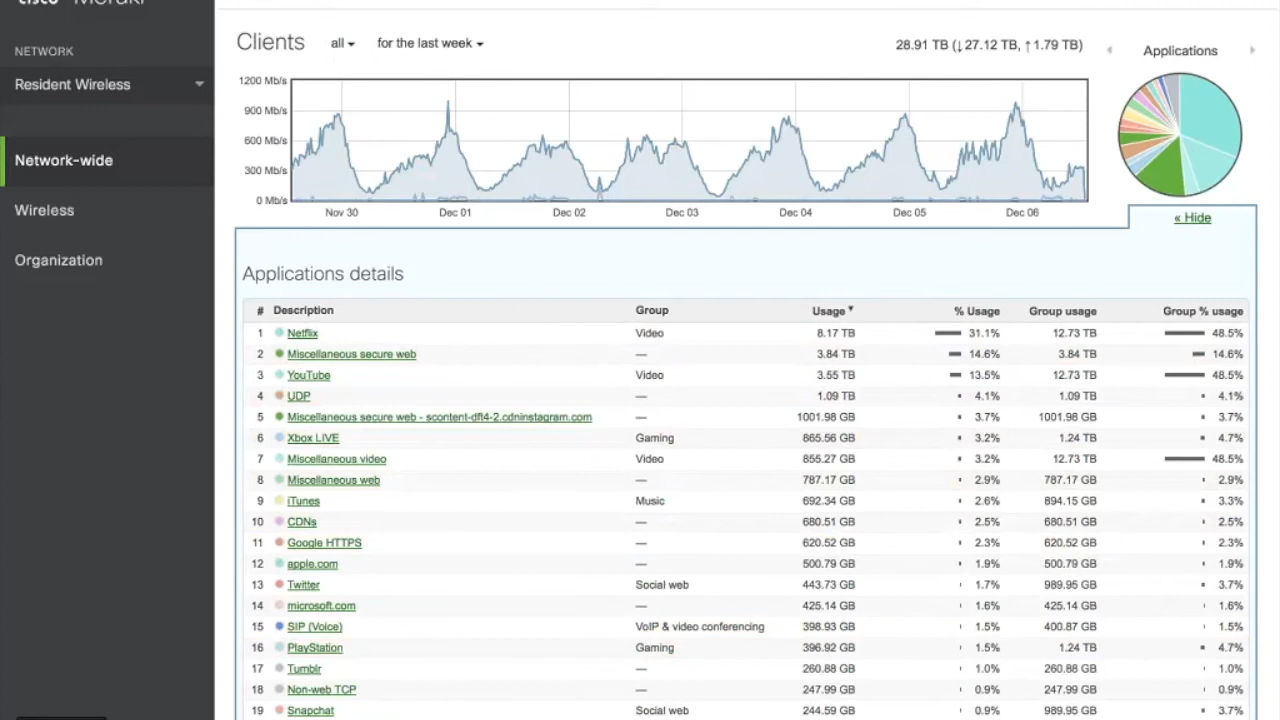 cisco Meraki
NETWORK
Resident Wireless
Network-wide
Wireless
Organization
Clients all for the last week 28.91 TB (↓27.12 TB, ↑1.79 TB) Applications
1200 Mb/s
900 Mb/s
600 Mb/s
300 Mb/s
0 Mb/s
Nov 30 Dec 01 Dec 02 Dec 03 Dec 04 Dec 05 Dec 06
« Hide
Applications details
# Description Group Usage ▼ % Usage Group usage Group % usage
1 Netflix Video 8.17 TB 31.1% 12.73 TB 48.5%
2 Miscellaneous secure web — 3.84 TB 14.6% 3.84 TB 14.6%
3 YouTube Video 3.55 TB 13.5% 12.73 TB 48.5%
4 UDP — 1.09 TB 4.1% 1.09 TB 4.1%
5 Miscellaneous secure web - scontent-dft4-2.cdninstagram.com — 1001.98 GB 3.7% 1001.98 GB 3.7%
6 Xbox LIVE Gaming 865.56 GB 3.2% 1.24 TB 4.7%
7 Miscellaneous video Video 855.27 GB 3.2% 12.73 TB 48.5%
8 Miscellaneous web — 787.17 GB 2.9% 787.17 GB 2.9%
9 iTunes Music 692.34 GB 2.6% 894.15 GB 3.3%
10 CDNs — 680.51 GB 2.5% 680.51 GB 2.5%
11 Google HTTPS — 620.52 GB 2.3% 620.52 GB 2.3%
12 apple.com — 500.79 GB 1.9% 500.79 GB 1.9%
13 Twitter Social web 443.73 GB 1.7% 989.95 GB 3.7%
14 microsoft.com — 425.14 GB 1.6% 425.14 GB 1.6%
15 SIP (Voice) VoIP & video conferencing 398.93 GB 1.5% 400.87 GB 1.5%
16 PlayStation Gaming 396.92 GB 1.5% 1.24 TB 4.7%
17 Tumblr — 260.88 GB 1.0% 260.88 GB 1.0%
18 Non-web TCP — 247.99 GB 0.9% 247.99 GB 0.9%
19 Snapchat Social web 244.59 GB 0.9% 989.95 GB 3.7%